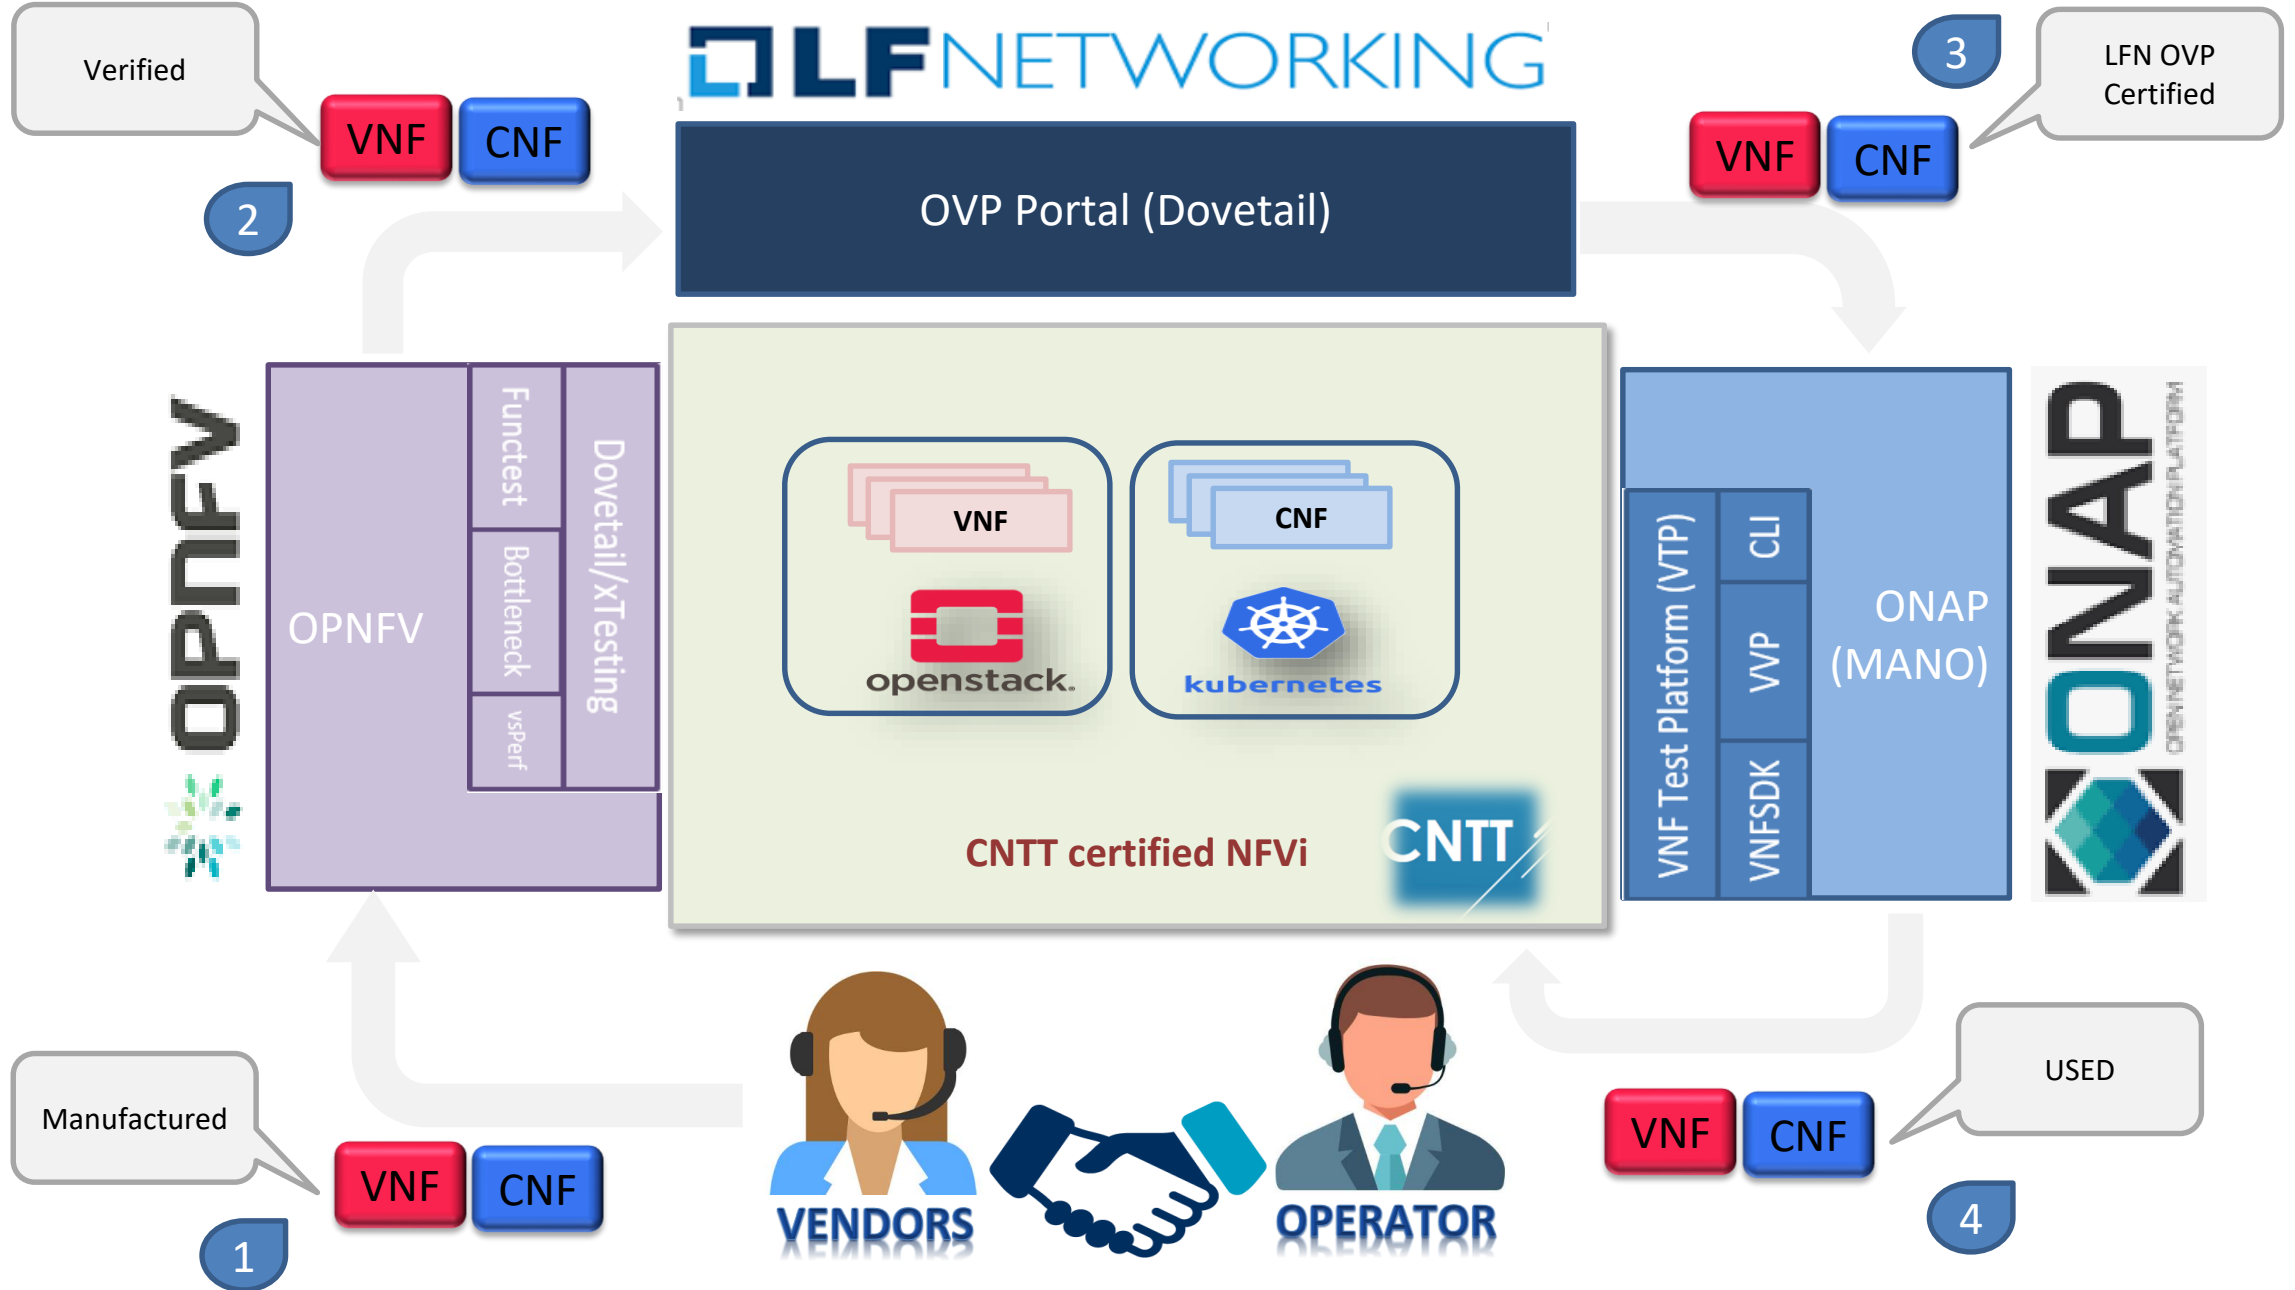 Verified
VNF
CNF
2
LFNETWORKING
3
LFN OVP
Certified
VNF
CNF
OVP Portal (Dovetail)
OPNFV
OPNFV
Functest
Bottleneck
vsPerf
Dovetail/xTesting
VNF
openstack.
CNF
kubernetes
CNTT certified NFVi
CNTT
VNF Test Platform (VTP)
CLI
VVP
VNFSDK
ONAP
(MANO)
ONAP
OPEN NETWORK AUTOMATION PLATFORM
Manufactured
VNF
CNF
1
VENDORS
OPERATOR
USED
VNF
CNF
4